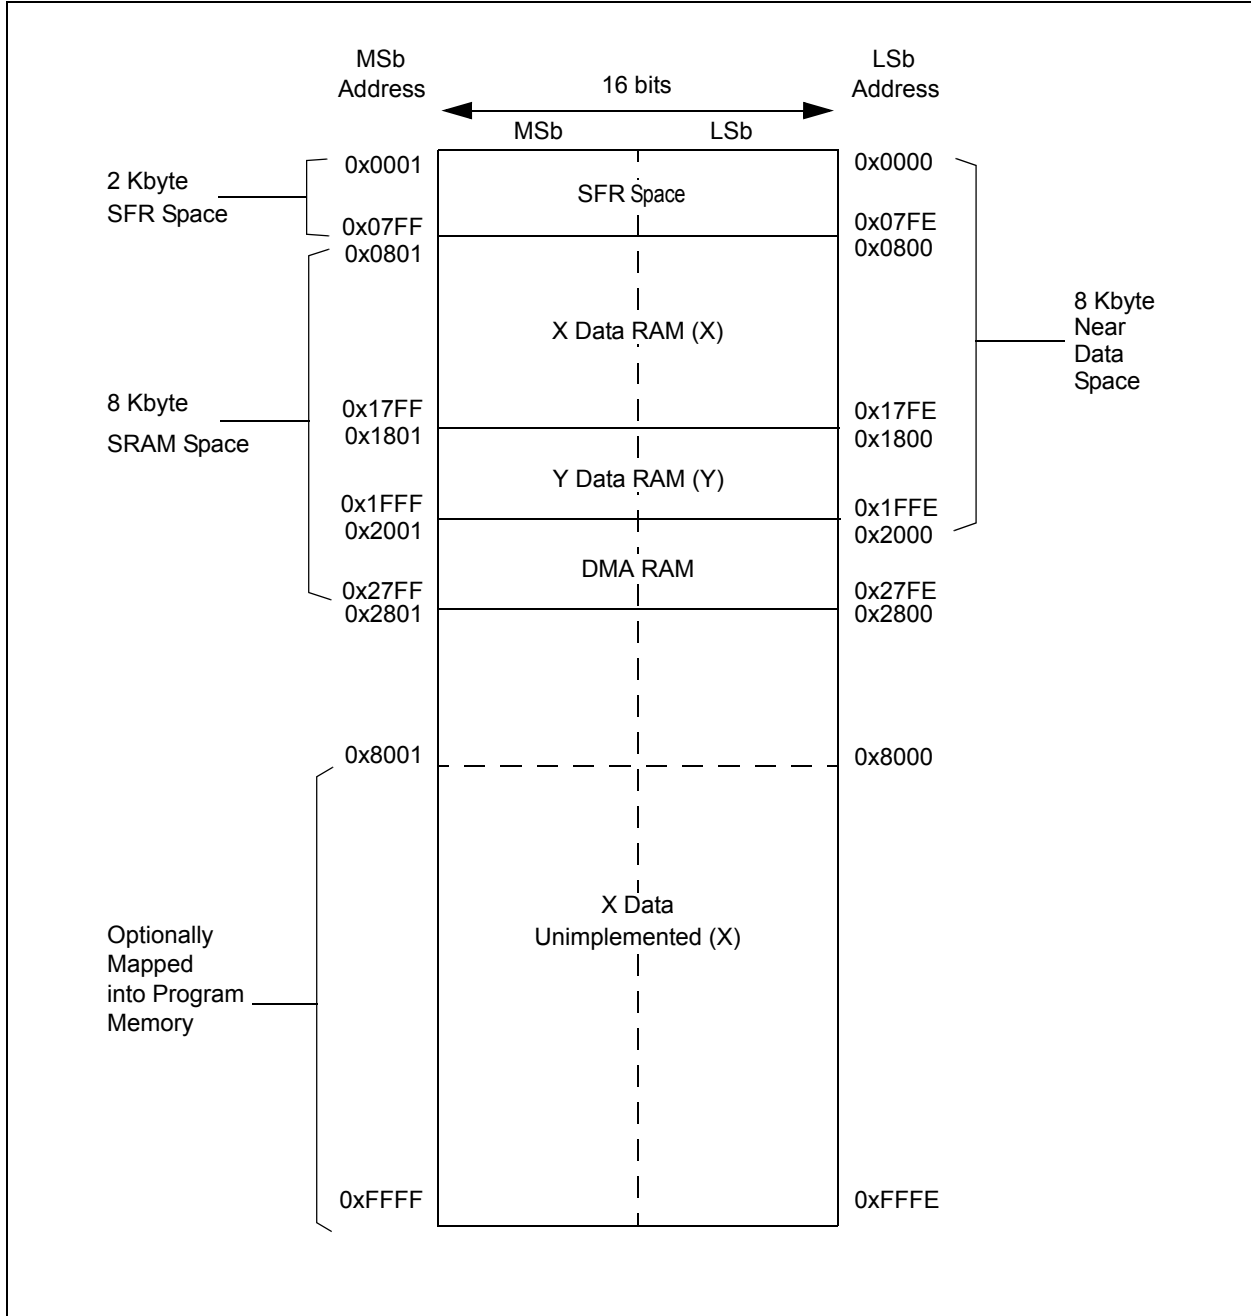 MSb
Address
16 bits
LSb
Address
MSb
LSb
0x0001
0x0000
2 Kbyte
SFR Space
SFR Space
0x07FF
0x07FE
0x0801
0x0800
X Data RAM (X)
8 Kbyte
Near
Data
Space
8 Kbyte
SRAM Space
0x17FF
0x17FE
0x1801
0x1800
Y Data RAM (Y)
0x1FFF
0x1FFE
0x2001
0x2000
DMA RAM
0x27FF
0x27FE
0x2801
0x2800
0x8001
0x8000
X Data
Unimplemented (X)
Optionally
Mapped
into Program
Memory
0xFFFF
0xFFFE